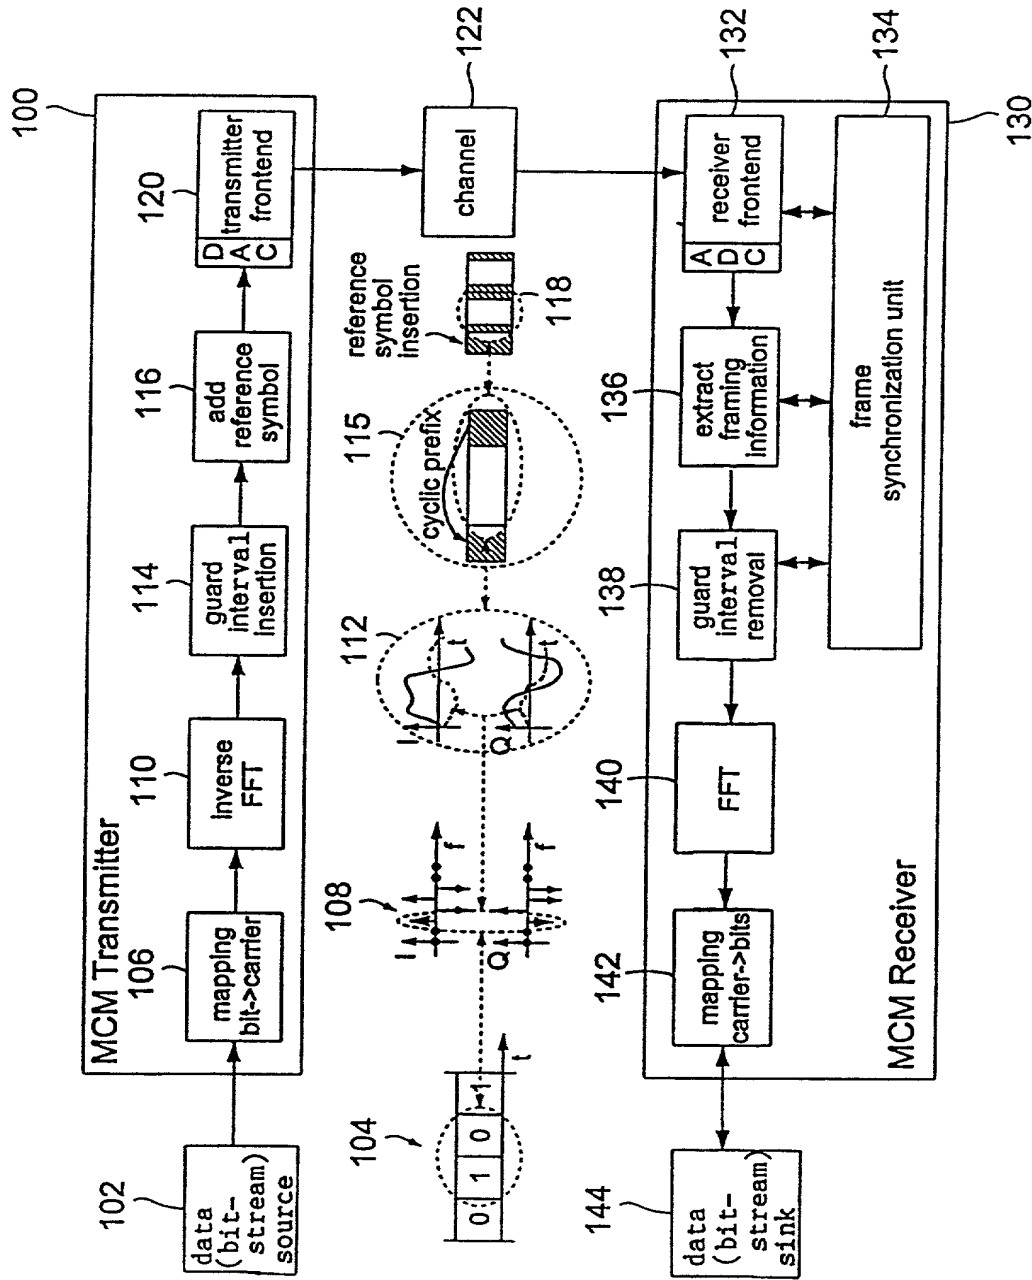 100
MCM Transmitter
102
data
(bit-
stream)
source
106
mapping
bit->carrier
110
inverse
FFT
114
guard
interval
insertion
116
add
reference
symbol
120
D
A
C
transmitter
frontend
104
0
1
0
1
t
108
I
f
Q
f
112
I
t
Q
t
115
cyclic prefix
reference
symbol
insertion
118
122
channel
144
data
(bit-
stream)
sink
142
mapping
carrier->bits
140
FFT
138
guard
interval
removal
136
extract
framing
information
132
A
D
C
receiver
frontend
134
frame
synchronization unit
MCM Receiver
130